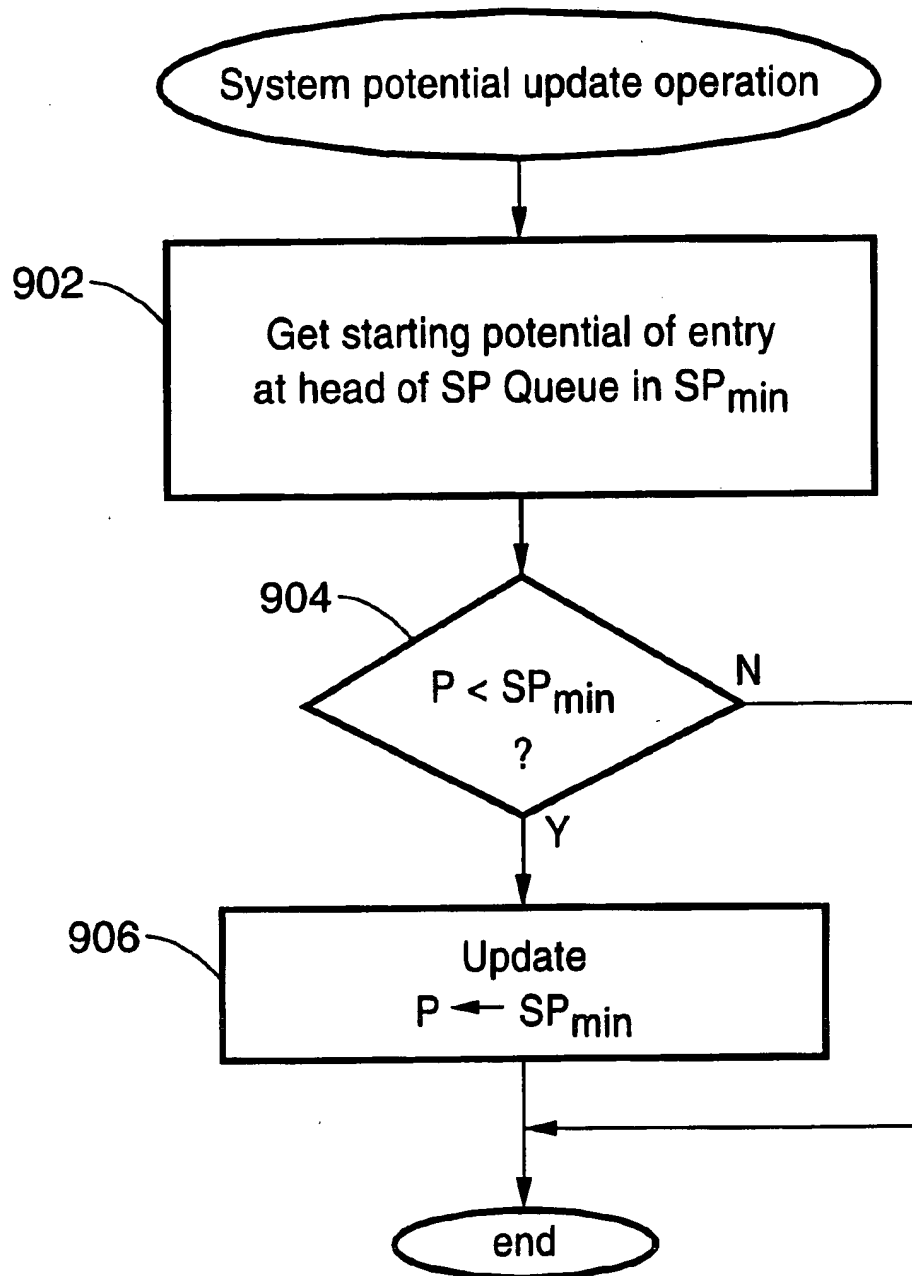 System potential update operation
902
Get starting potential of entry
at head of SP Queue in SPmin
904
P < SPmin
?
N
Y
906
Update
P ← SPmin
end